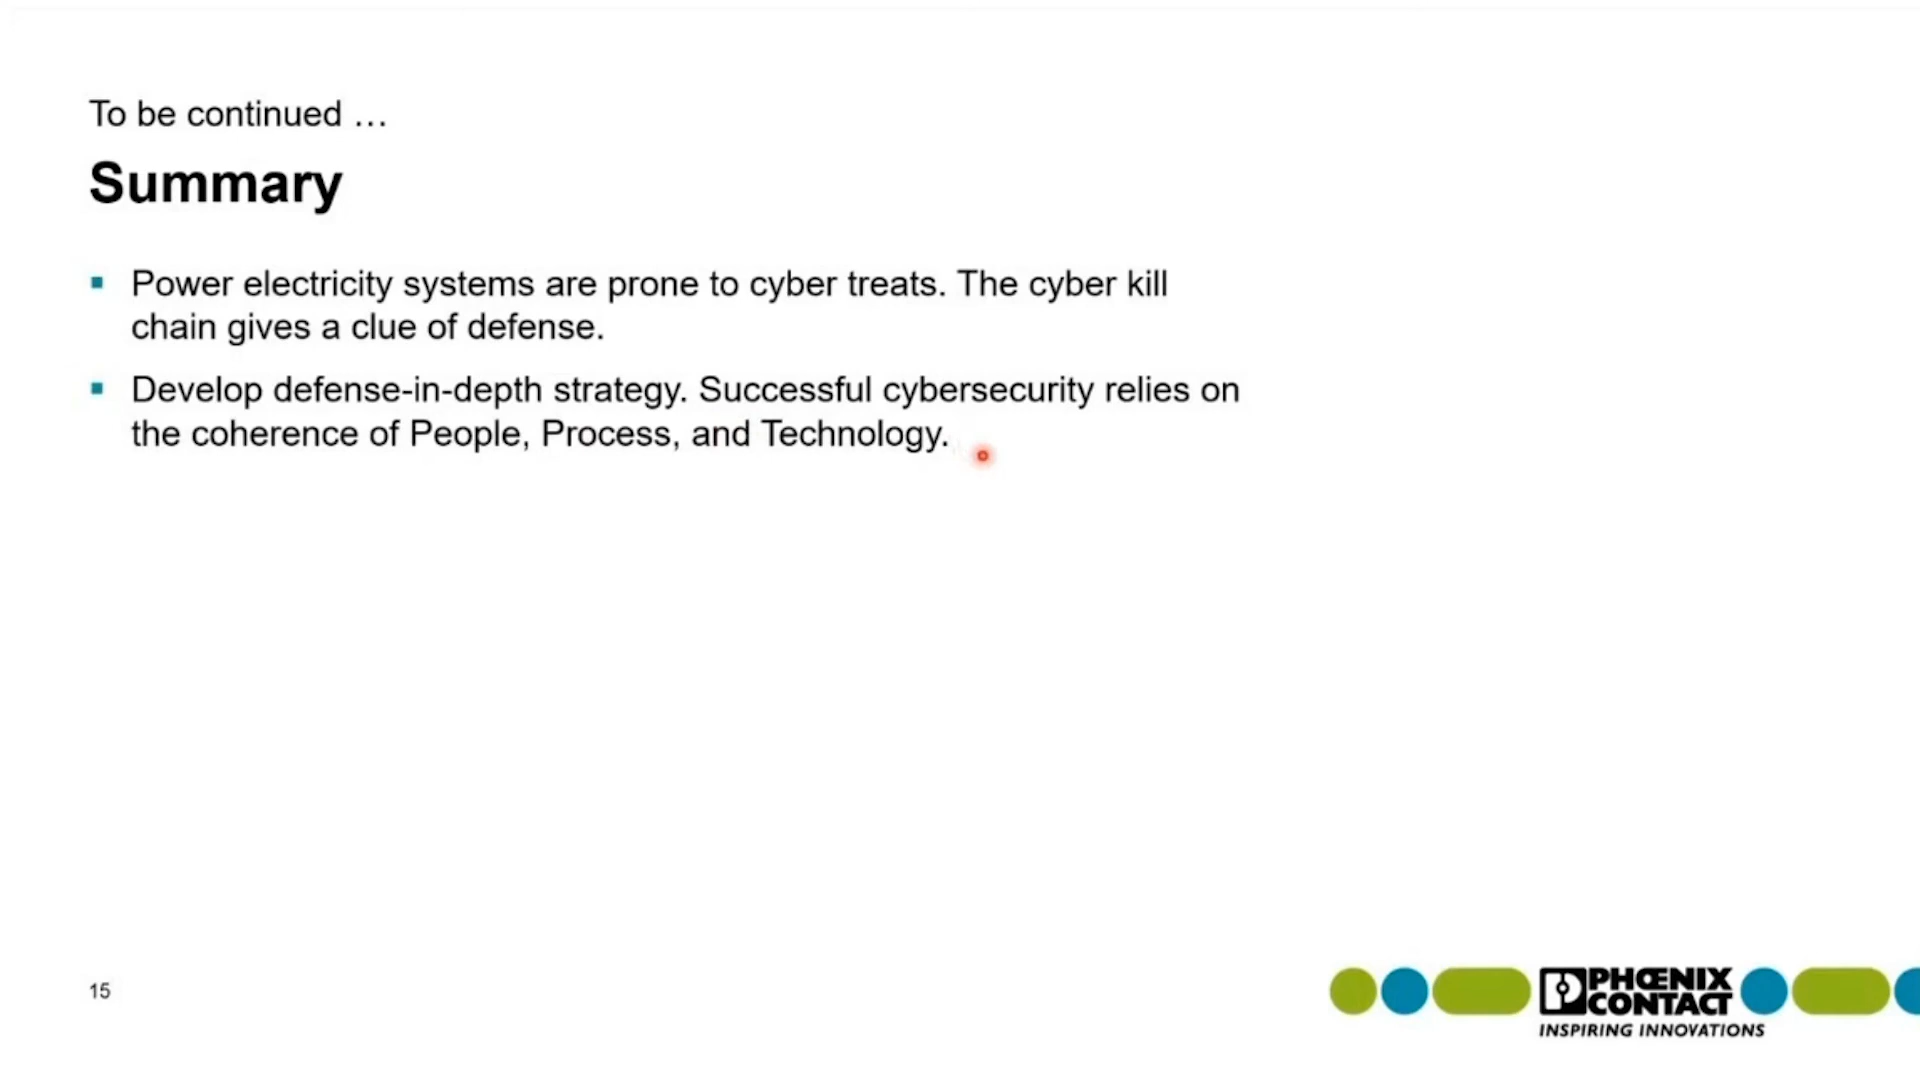 To be continued …
Summary
Power electricity systems are prone to cyber treats. The cyber kill
chain gives a clue of defense.
Develop defense-in-depth strategy. Successful cybersecurity relies on
the coherence of People, Process, and Technology.
15
PHŒNIX
CONTACT
INSPIRING INNOVATIONS